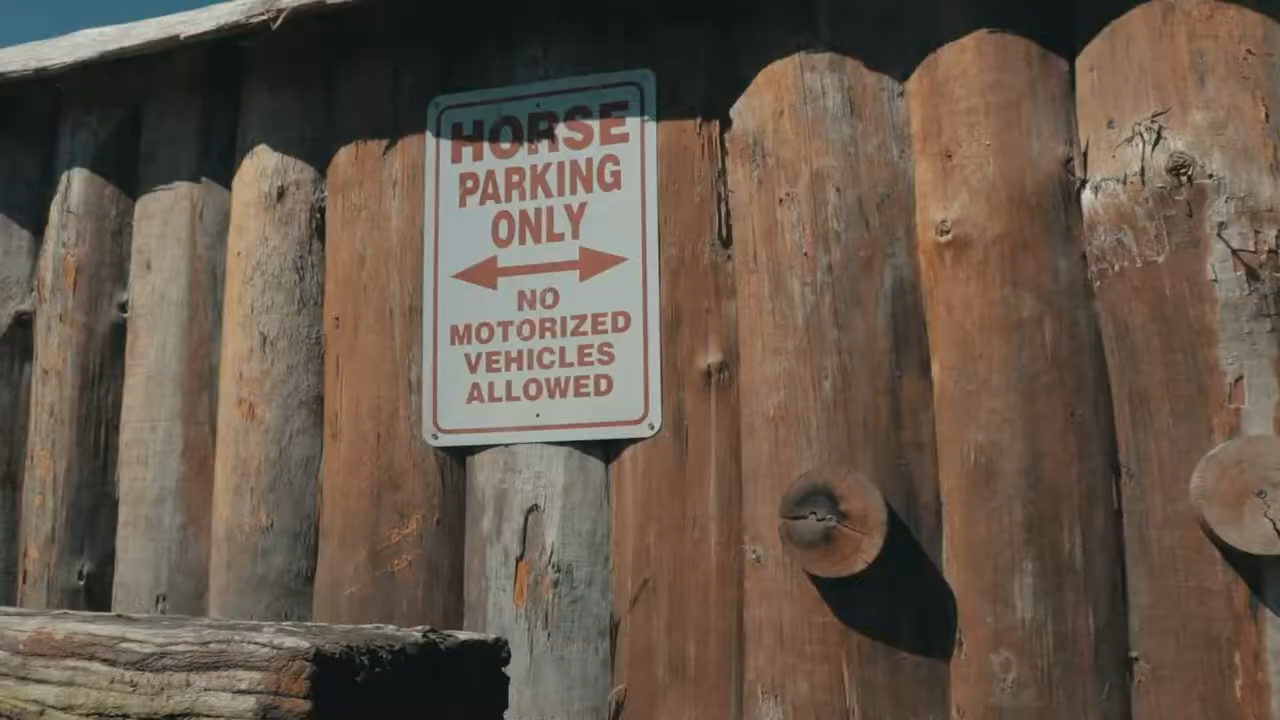 HORSE
PARKING
ONLY
NO
MOTORIZED
VEHICLES
ALLOWED